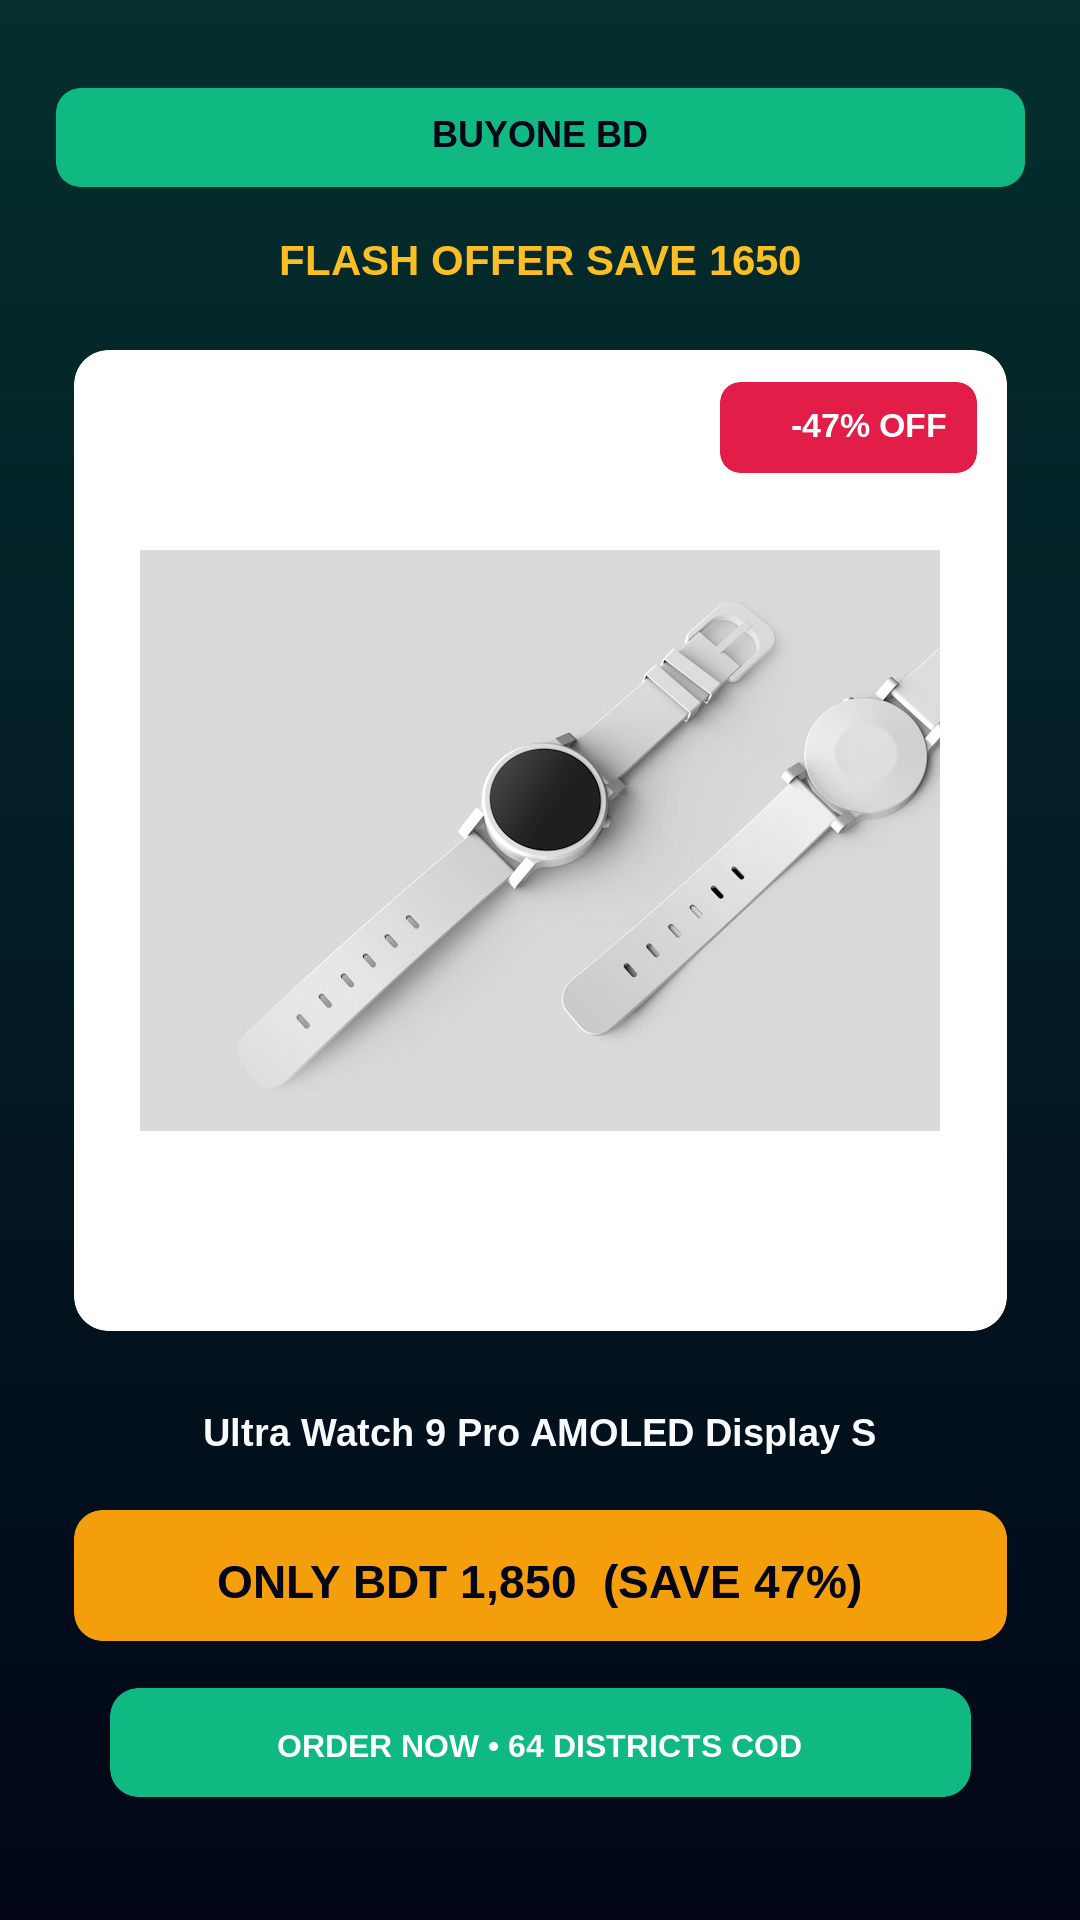 BUYONE BD
FLASH OFFER SAVE 1650
-47% OFF
Ultra Watch 9 Pro AMOLED Display S
ONLY BDT 1,850  (SAVE 47%)
ORDER NOW • 64 DISTRICTS COD